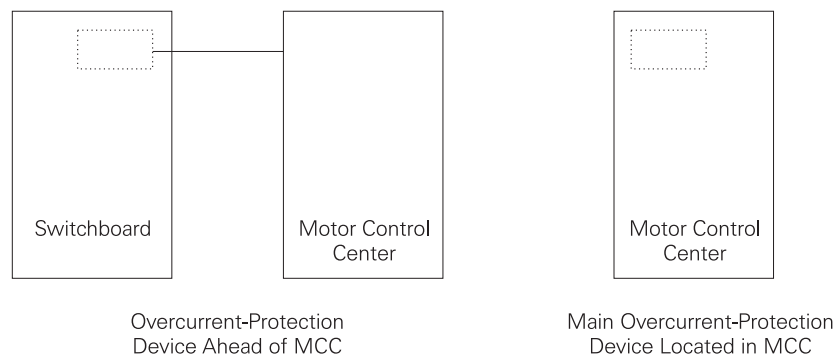 Switchboard
Motor Control
Center
Motor Control
Center
Overcurrent-Protection
Device Ahead of MCC
Main Overcurrent-Protection
Device Located in MCC